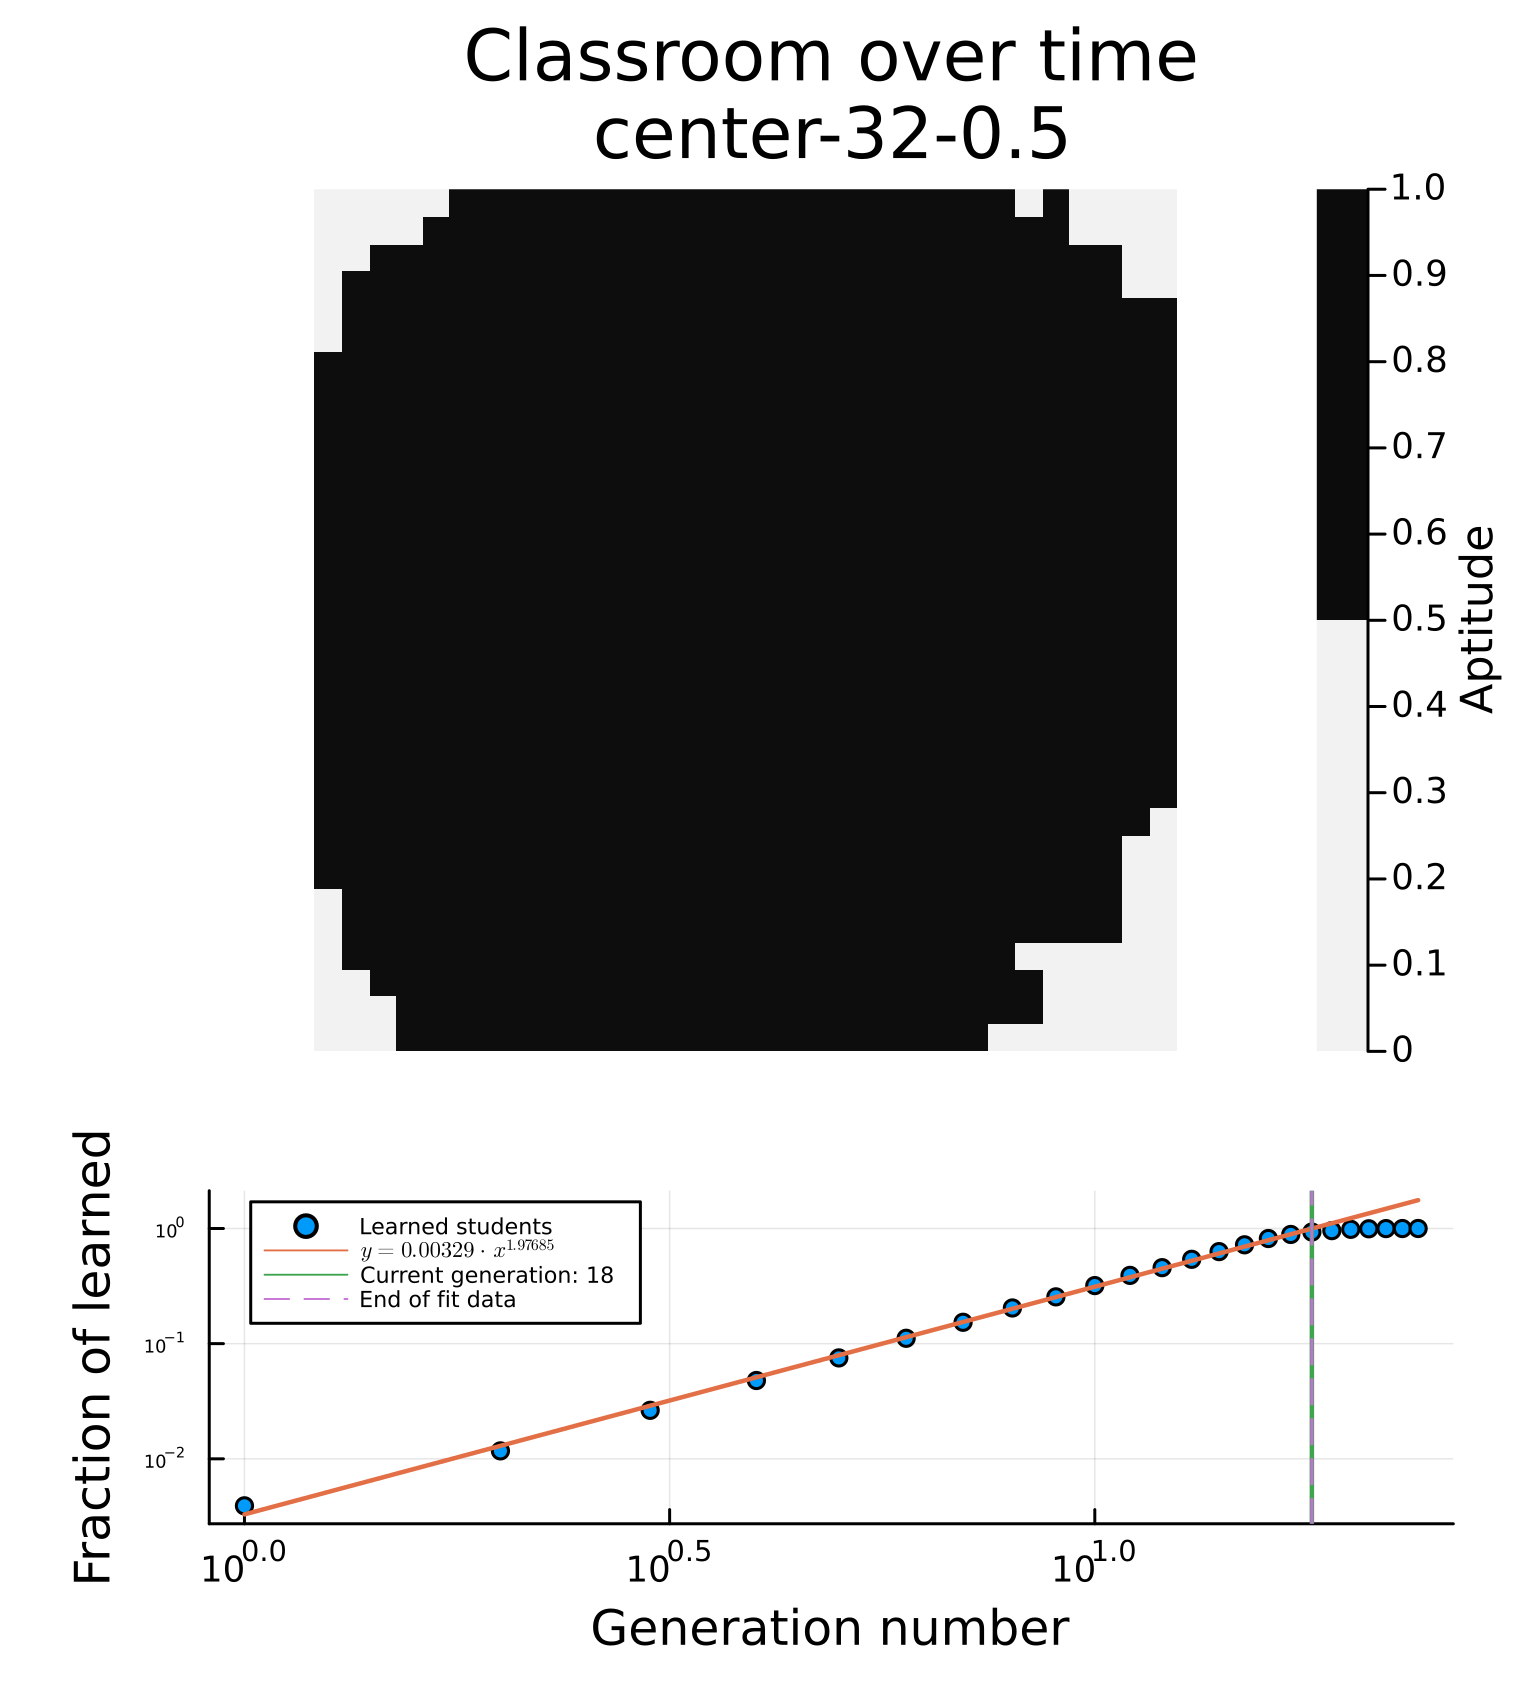 Classroom over time
center-32-0.5
1.0
0.9
0.8
0.7
0.6
0.5
0.4
0.3
0.2
0.1
0
Aptitude
Fraction of learned
10⁰
10⁻¹
10⁻²
Learned students
y = 0.00329 · x^1.97685
Current generation: 18
End of fit data
10^0.0
10^0.5
10^1.0
Generation number